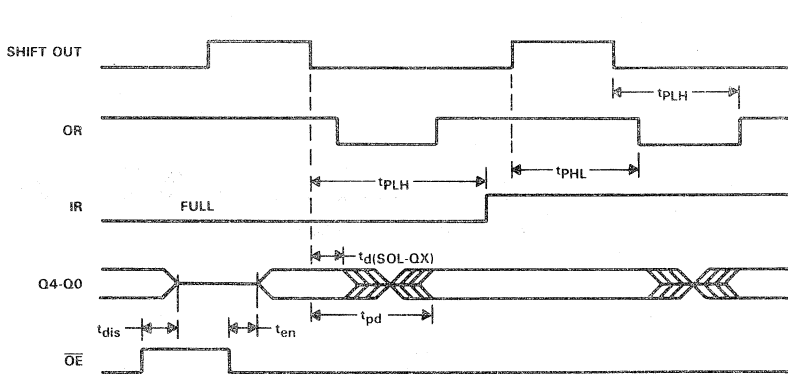 SHIFT OUT
tPLH
OR
tPLH
tPHL
IR
FULL
td(SOL-QX)
Q4-Q0
tdis
ten
tpd
OE